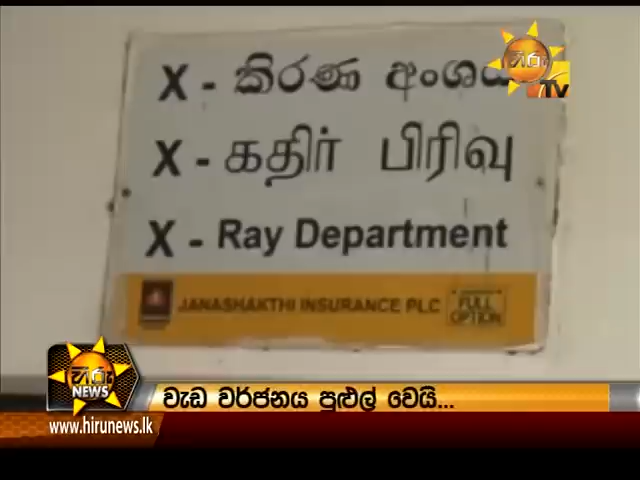 X - කිරණ අංශය
හිරු
TV
X - கதிர் பிரிவு
X - Ray Department
JANASHAKTHI INSURANCE PLC
FULL OPTION
හිරු
NEWS
වැඩ වර්ජනය පුළුල් වෙයි...
www.hirunews.lk